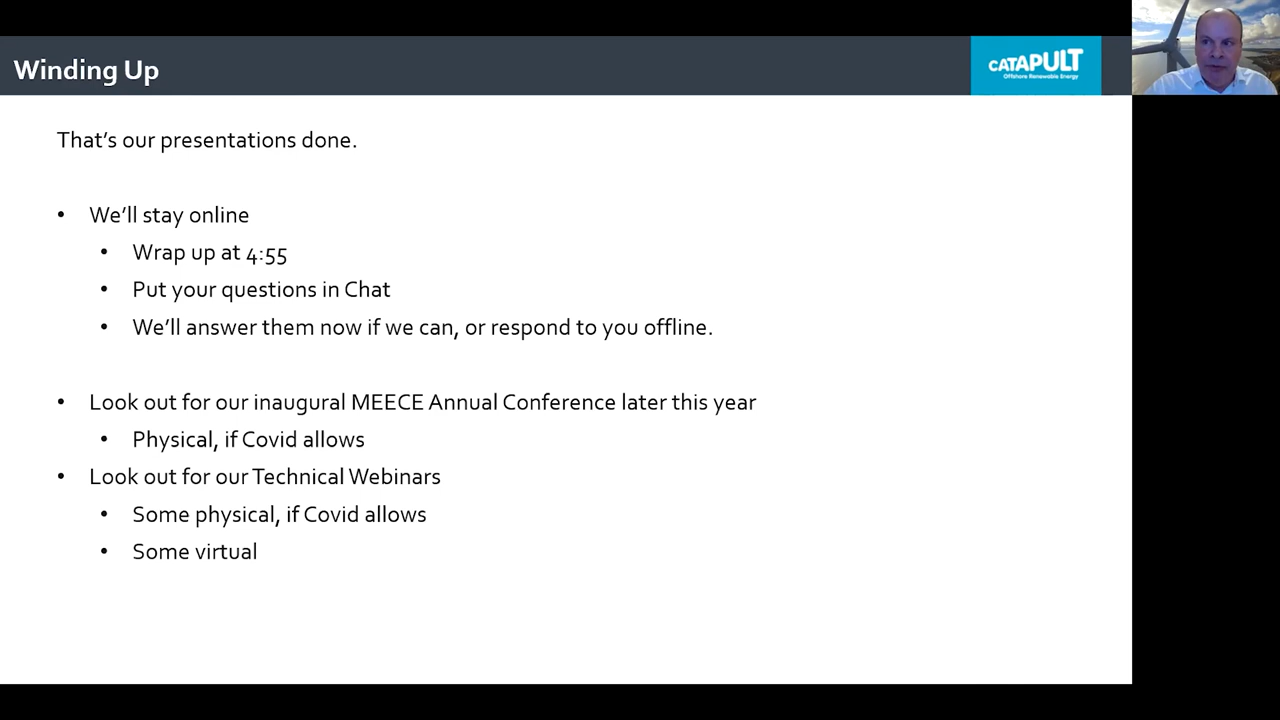 Winding Up
CATAPULT
Offshore Renewable Energy
That's our presentations done.
• We'll stay online
• Wrap up at 4:55
• Put your questions in Chat
• We'll answer them now if we can, or respond to you offline.
• Look out for our inaugural MEECE Annual Conference later this year
• Physical, if Covid allows
• Look out for our Technical Webinars
• Some physical, if Covid allows
• Some virtual